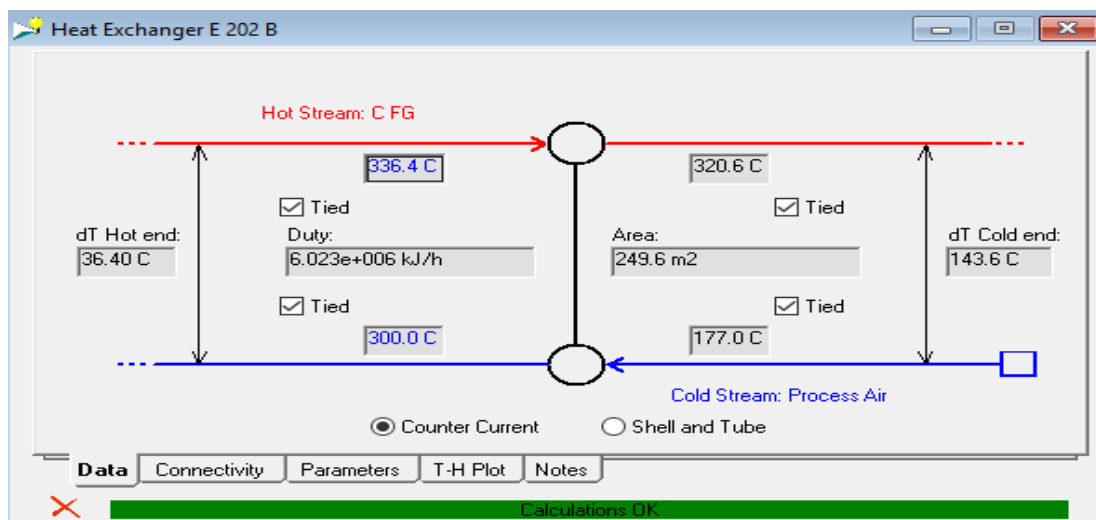 Heat Exchanger E 202 B
Hot Stream: C FG
336.4 C
320.6 C
Tied
Tied
dT Hot end:
Duty:
Area:
dT Cold end:
36.40 C
6.023e+006 kJ/h
249.6 m2
143.6 C
Tied
Tied
300.0 C
177.0 C
Cold Stream: Process Air
Counter Current
Shell and Tube
Data
Connectivity
Parameters
T-H Plot
Notes
Calculations OK